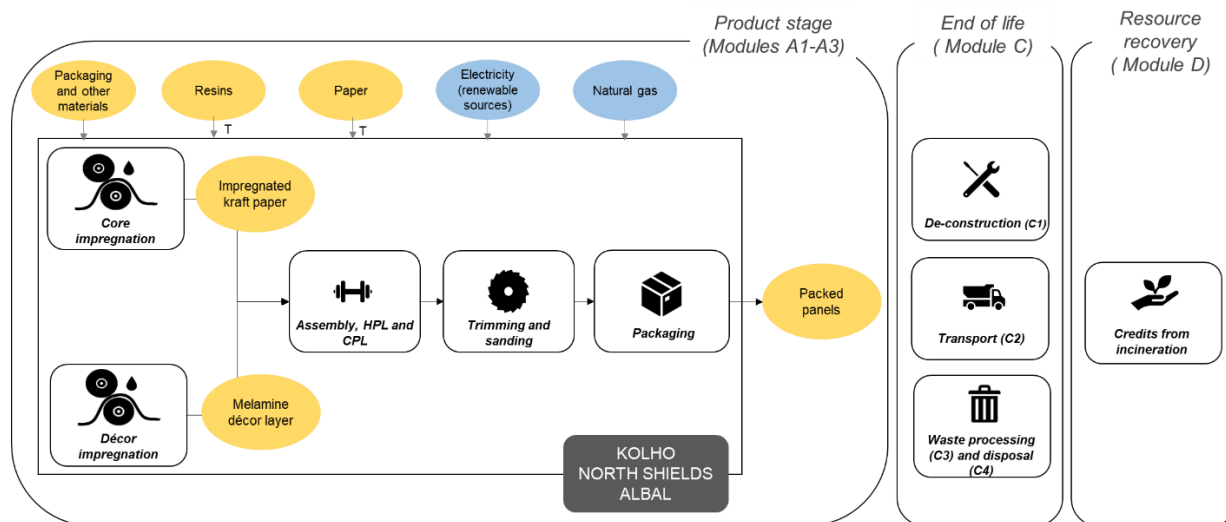 Product stage
(Modules A1-A3)
End of life
( Module C)
Resource
recovery
( Module D)
Packaging
and other
materials
Resins
Paper
Electricity
(renewable
sources)
Natural gas
T
T
Core
impregnation
Impregnated
kraft paper
Assembly, HPL and
CPL
Trimming and
sanding
Packaging
Packed
panels
Décor
impregnation
Melamine
décor layer
KOLHO
NORTH SHIELDS
ALBAL
De-construction (C1)
Transport (C2)
Waste processing
(C3) and disposal
(C4)
Credits from
incineration